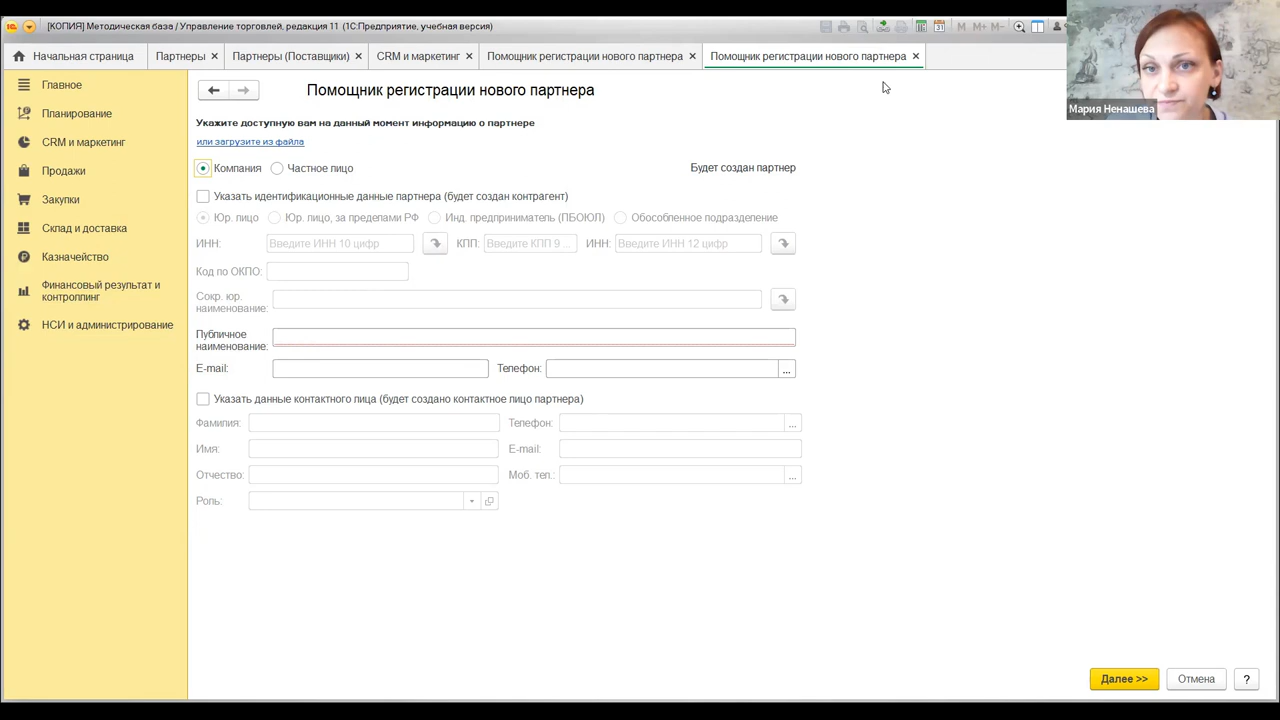 [КОПИЯ] Методическая база / Управление торговлей, редакция 11 (1С:Предприятие, учебная версия)
M M+ M-
Начальная страница
Партнеры ×
Партнеры (Поставщики) ×
CRM и маркетинг ×
Помощник регистрации нового партнера ×
Помощник регистрации нового партнера ×
Мария Ненашева
Главное
Планирование
CRM и маркетинг
Продажи
Закупки
Склад и доставка
Казначейство
Финансовый результат и
контроллинг
НСИ и администрирование
Помощник регистрации нового партнера
Укажите доступную вам на данный момент информацию о партнере
или загрузите из файла
Компания Частное лицо Будет создан партнер
Указать идентификационные данные партнера (будет создан контрагент)
Юр. лицо Юр. лицо, за пределами РФ Инд. предприниматель (ПБОЮЛ) Обособленное подразделение
ИНН: Введите ИНН 10 цифр КПП: Введите КПП 9 ... ИНН: Введите ИНН 12 цифр
Код по ОКПО:
Сокр. юр.
наименование:
Публичное
наименование:
E-mail: Телефон: ...
Указать данные контактного лица (будет создано контактное лицо партнера)
Фамилия: Телефон: ...
Имя: E-mail:
Отчество: Моб. тел.: ...
Роль:
Далее >> Отмена ?